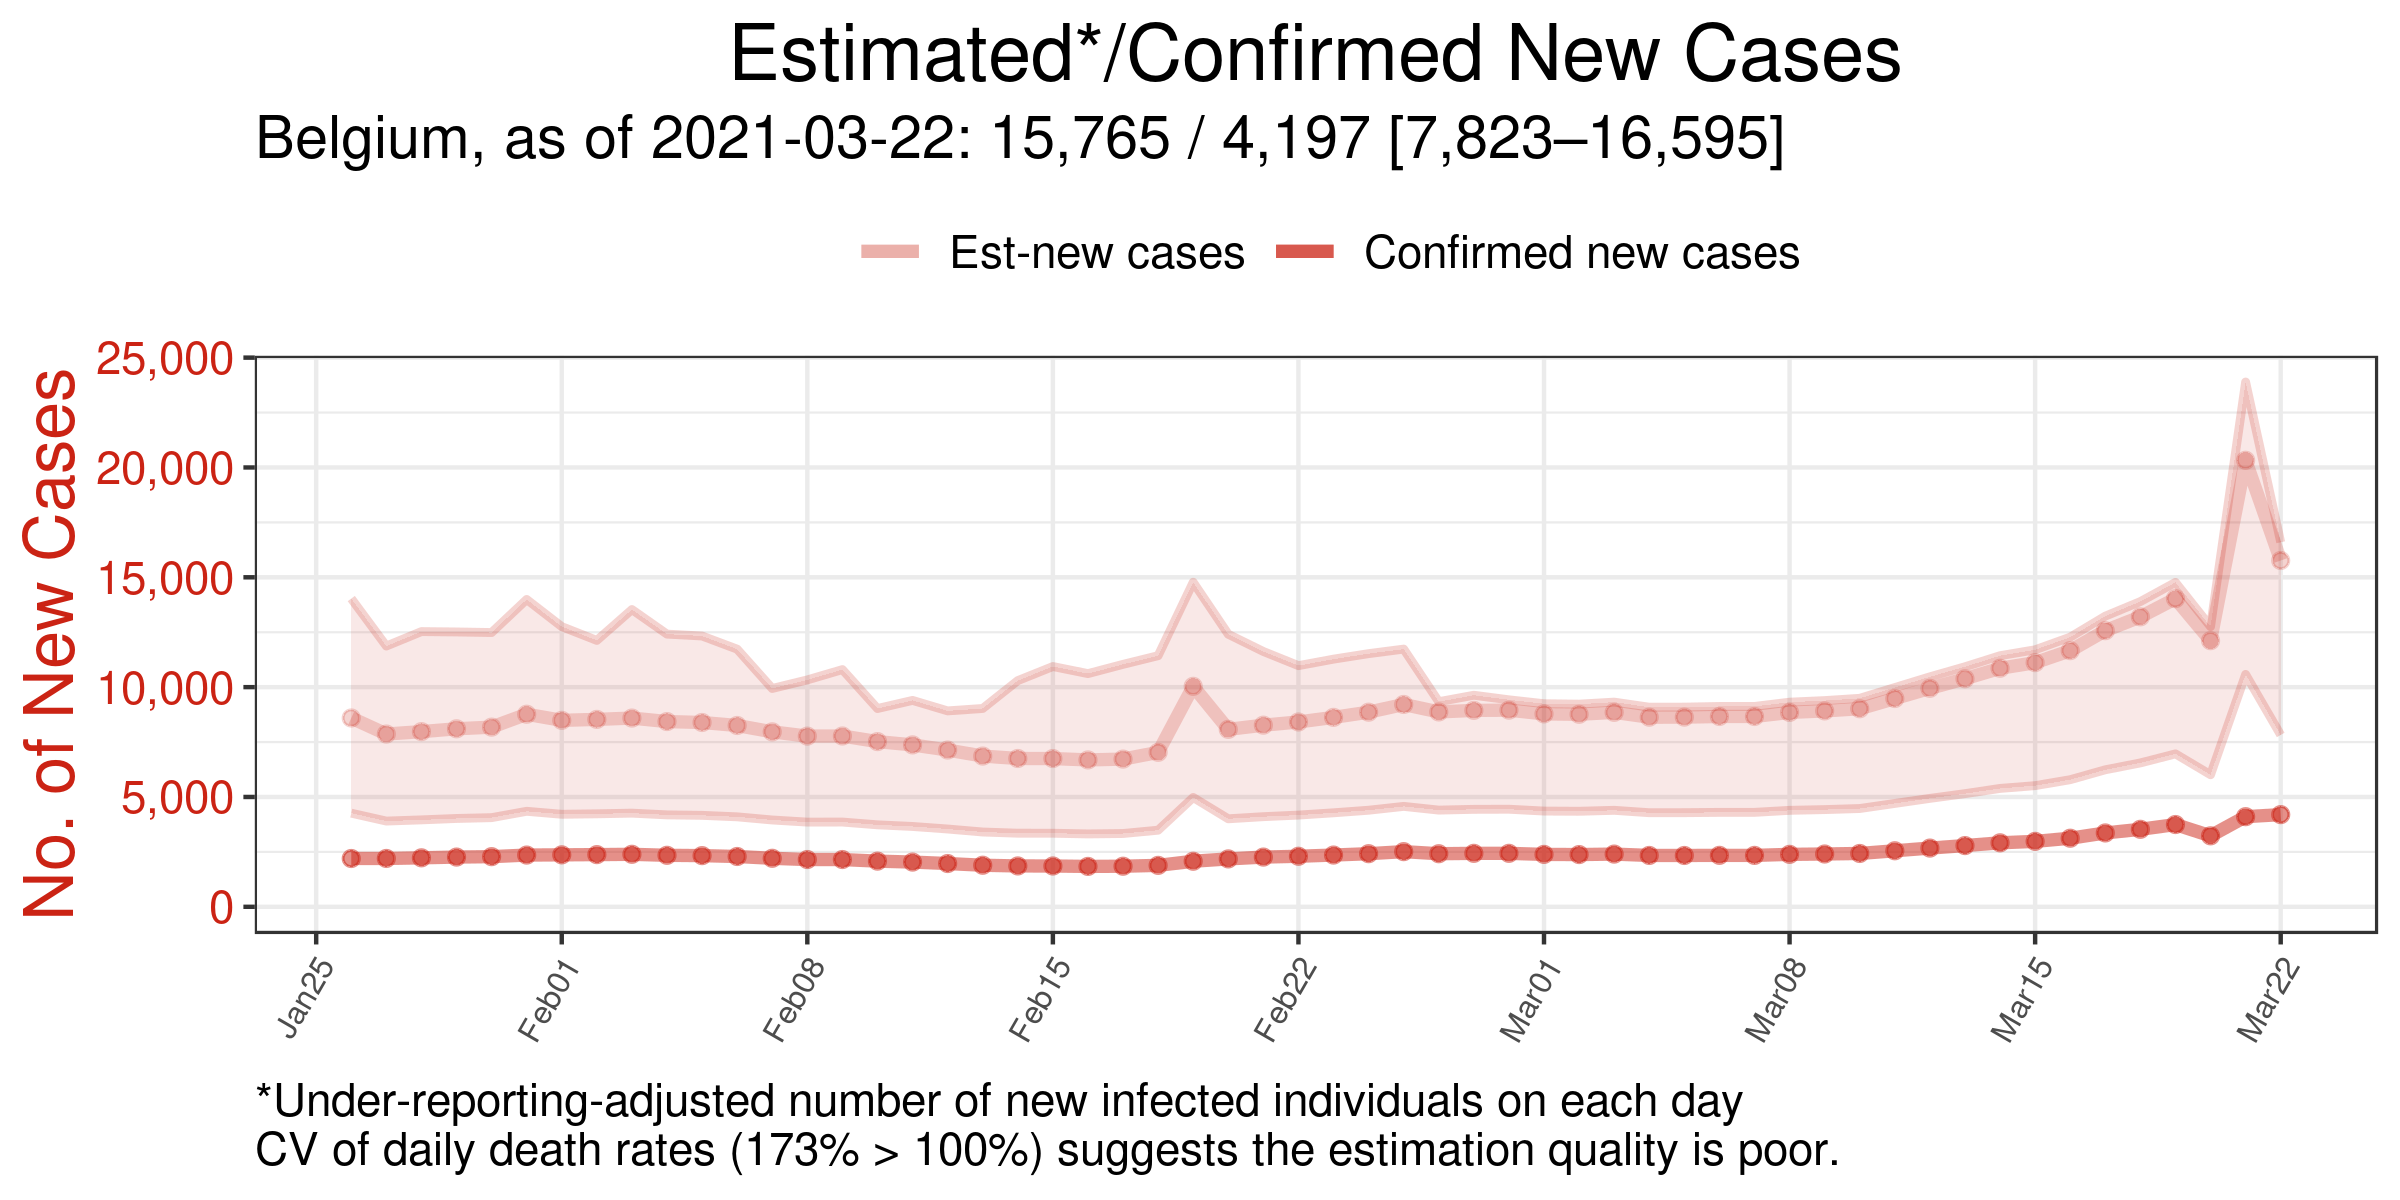 Estimated*/Confirmed New Cases
Belgium, as of 2021-03-22: 15,765 / 4,197 [7,823–16,595]
Est-new cases
Confirmed new cases
No. of New Cases
25,000
20,000
15,000
10,000
5,000
0
Jan25
Feb01
Feb08
Feb15
Feb22
Mar01
Mar08
Mar15
Mar22
*Under-reporting-adjusted number of new infected individuals on each day
CV of daily death rates (173% > 100%) suggests the estimation quality is poor.